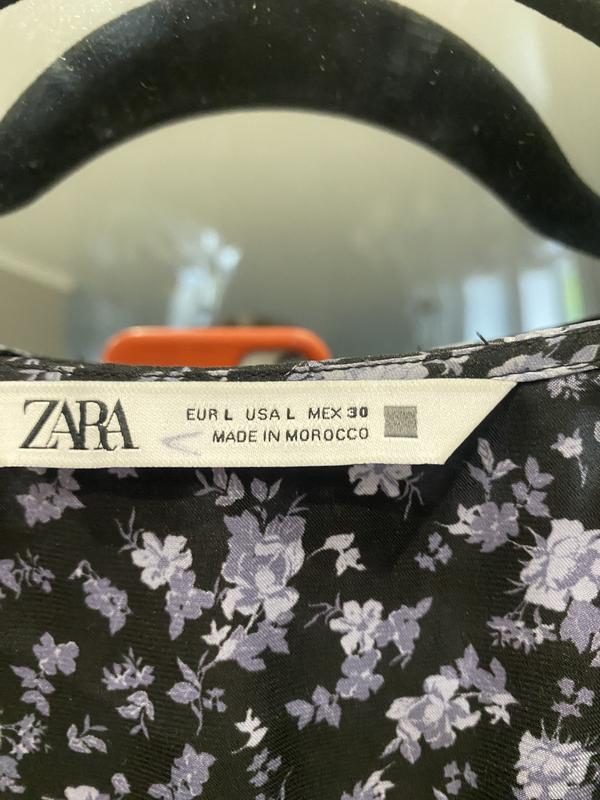 ZARA
EUR L USA L MEX 30
MADE IN MOROCCO